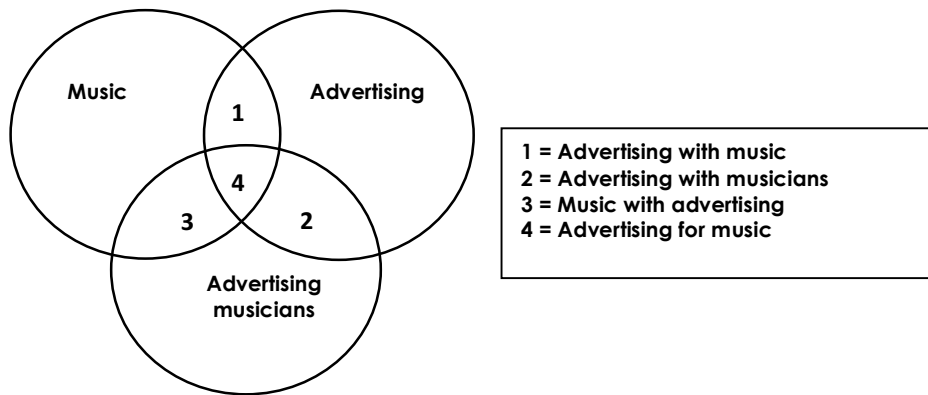 Music
Advertising
1
4
3
2
Advertising
musicians
1 = Advertising with music
2 = Advertising with musicians
3 = Music with advertising
4 = Advertising for music